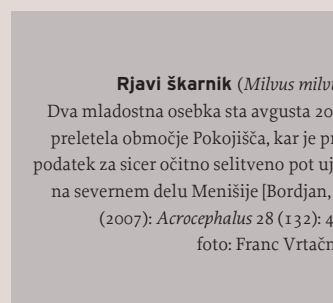 Rjavi škarnik (Milvus
Dva mladostna osebka sta avgusta
preletela območje Pokojišča, kar je
podatek za sicer očitno selitveno pot
na severnem delu Menišije [Bordjan,
(2007): Acrocephalus 28 (132):
foto: Franc